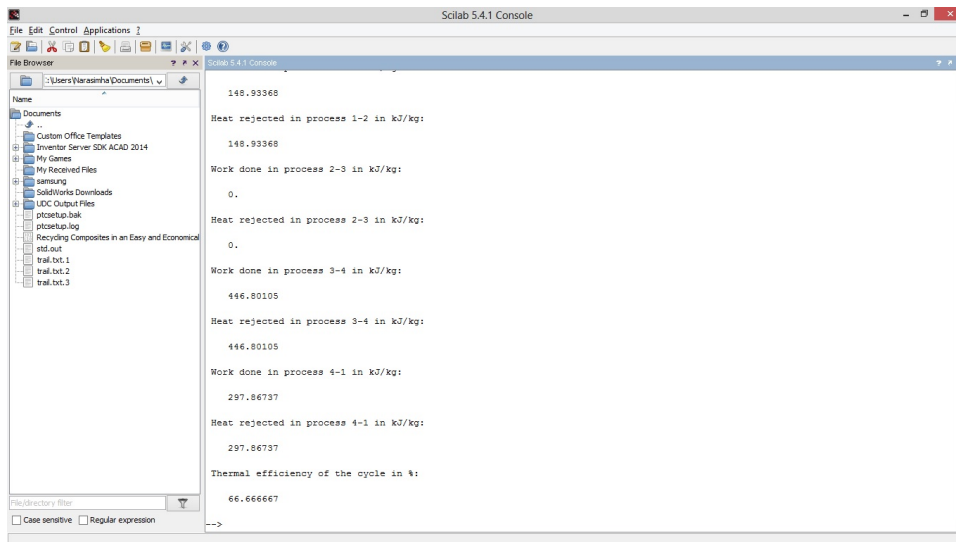 Scilab 5.4.1 Console
File Edit Control Applications ?
File Browser
Scilab 5.4.1 Console
:\Users\Narasimha\Documents\
Name
Documents
..
Custom Office Templates
Inventor Server SDK ACAD 2014
My Games
My Received Files
samsung
SolidWorks Downloads
UDC Output Files
ptcsetup.bak
ptcsetup.log
Recycling Composites in an Easy and Economical
std.out
trail.txt.1
trail.txt.2
trail.txt.3
File/directory filter
Case sensitive Regular expression
148.93368
Heat rejected in process 1-2 in kJ/kg:
148.93368
Work done in process 2-3 in kJ/kg:
0.
Heat rejected in process 2-3 in kJ/kg:
0.
Work done in process 3-4 in kJ/kg:
446.80105
Heat rejected in process 3-4 in kJ/kg:
446.80105
Work done in process 4-1 in kJ/kg:
297.86737
Heat rejected in process 4-1 in kJ/kg:
297.86737
Thermal efficiency of the cycle in %:
66.666667
-->